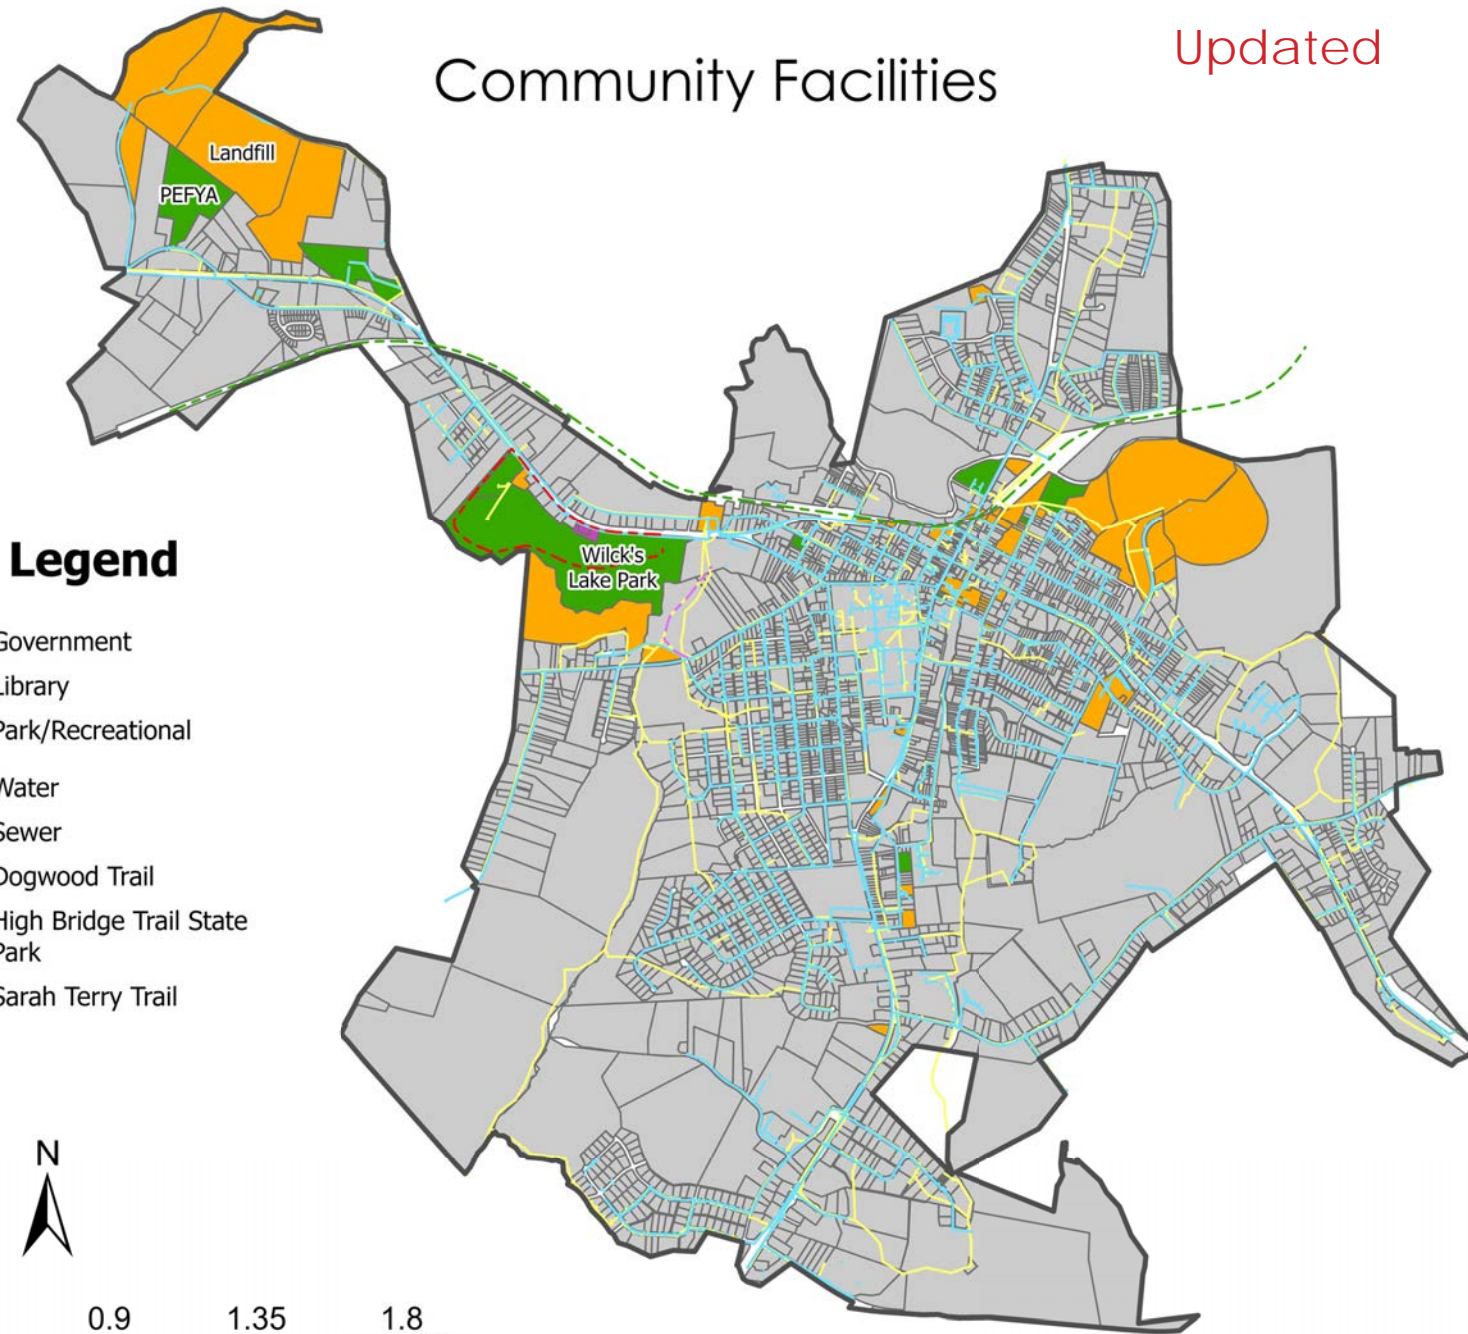 Updated
Community Facilities
Landfill
PEFYA
Wilck's
Lake Park
Legend
Government
Library
Park/Recreational
Water
Sewer
Dogwood Trail
High Bridge Trail State
Park
Sarah Terry Trail
N
0.9 1.35 1.8